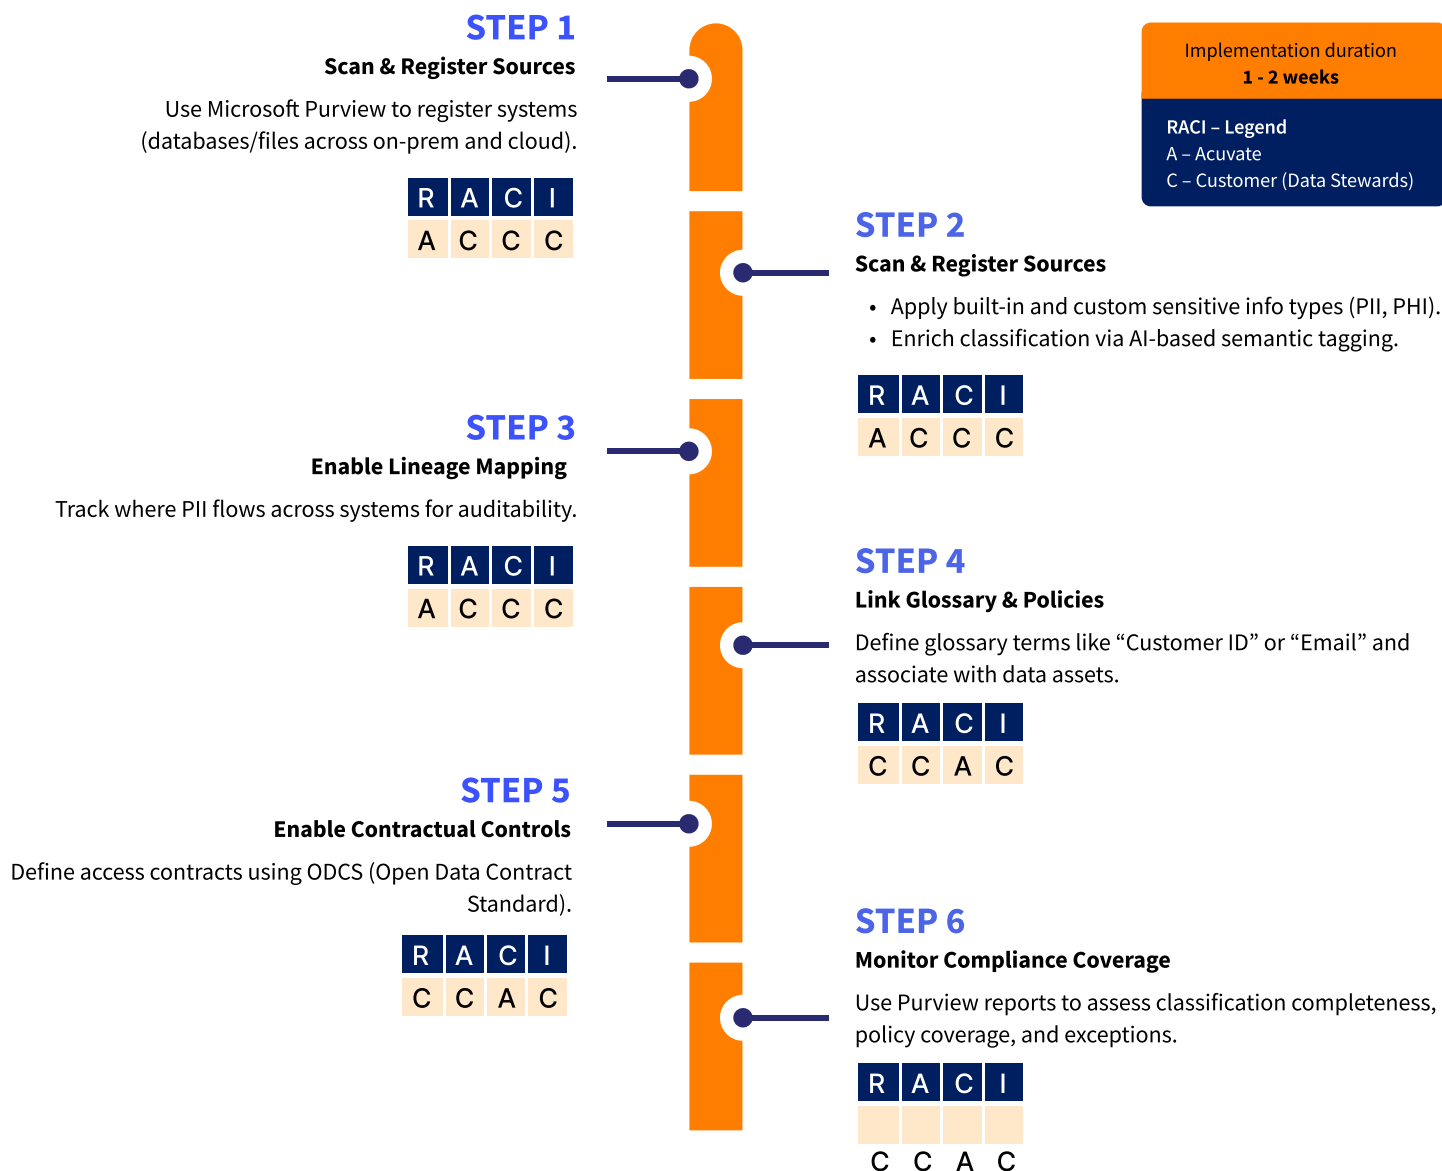 STEP 1
Scan & Register Sources
Use Microsoft Purview to register systems
(databases/files across on-prem and cloud).
R A C I
A C C C
Implementation duration
1 - 2 weeks
RACI – Legend
A – Acuvate
C – Customer (Data Stewards)
STEP 2
Scan & Register Sources
• Apply built-in and custom sensitive info types (PII, PHI).
• Enrich classification via AI-based semantic tagging.
R A C I
A C C C
STEP 3
Enable Lineage Mapping
Track where PII flows across systems for auditability.
R A C I
A C C C
STEP 4
Link Glossary & Policies
Define glossary terms like “Customer ID” or “Email” and
associate with data assets.
R A C I
C C A C
STEP 5
Enable Contractual Controls
Define access contracts using ODCS (Open Data Contract
Standard).
R A C I
C C A C
STEP 6
Monitor Compliance Coverage
Use Purview reports to assess classification completeness,
policy coverage, and exceptions.
R A C I
C C A C